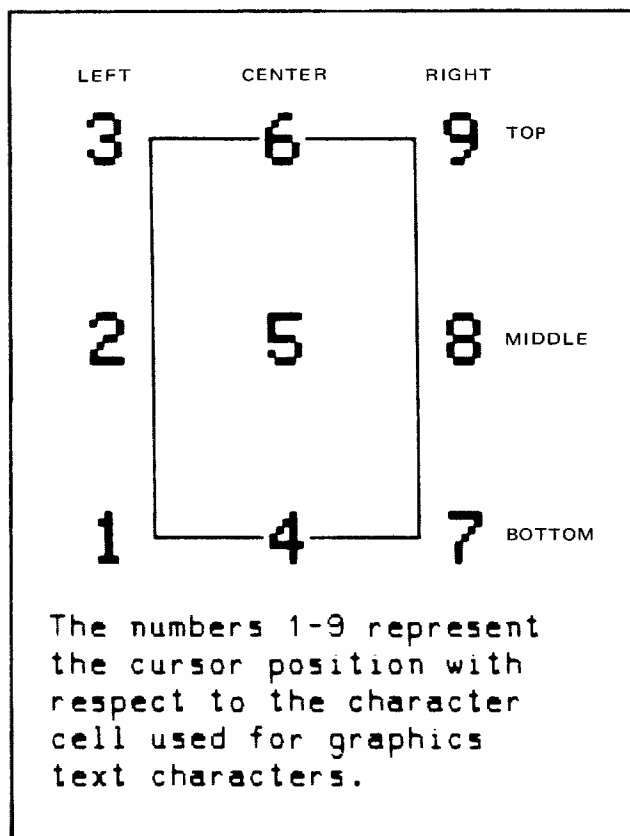 LEFT CENTER RIGHT
3 6 9 TOP
2 5 8 MIDDLE
1 4 7 BOTTOM
The numbers 1-9 represent
the cursor position with
respect to the character
cell used for graphics
text characters.